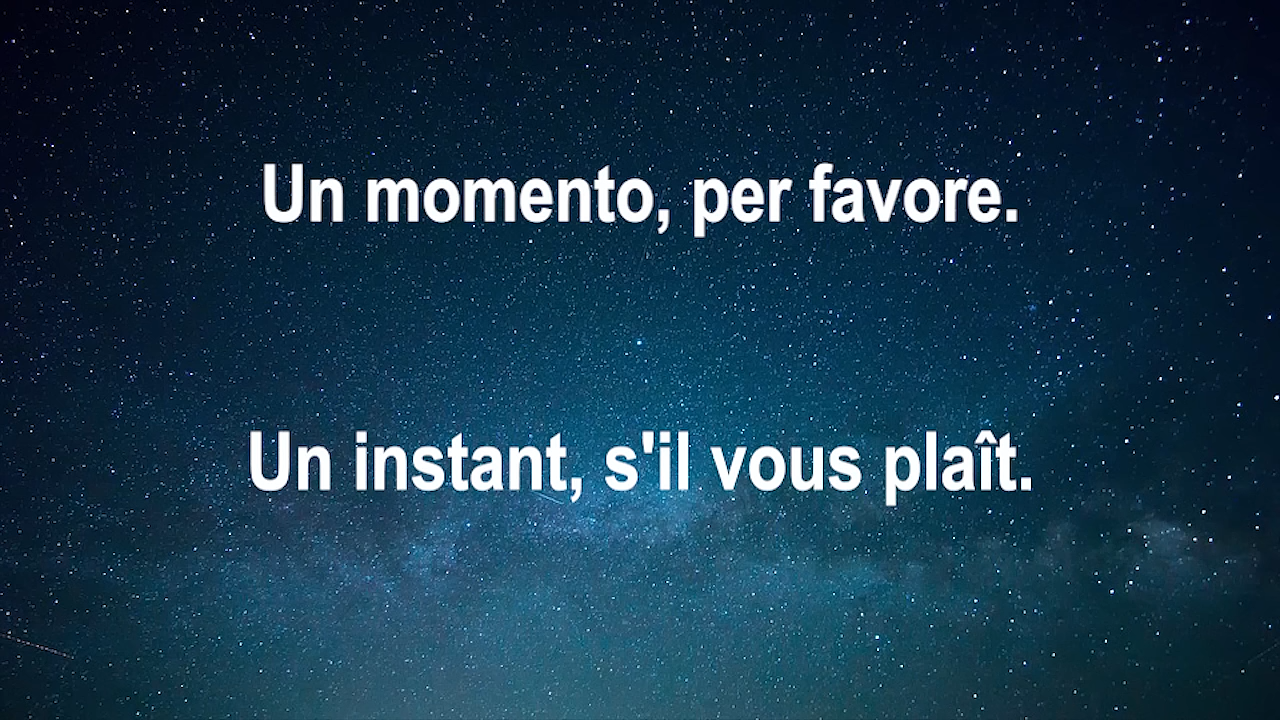 Un momento, per favore.
Un instant, s'il vous plaît.